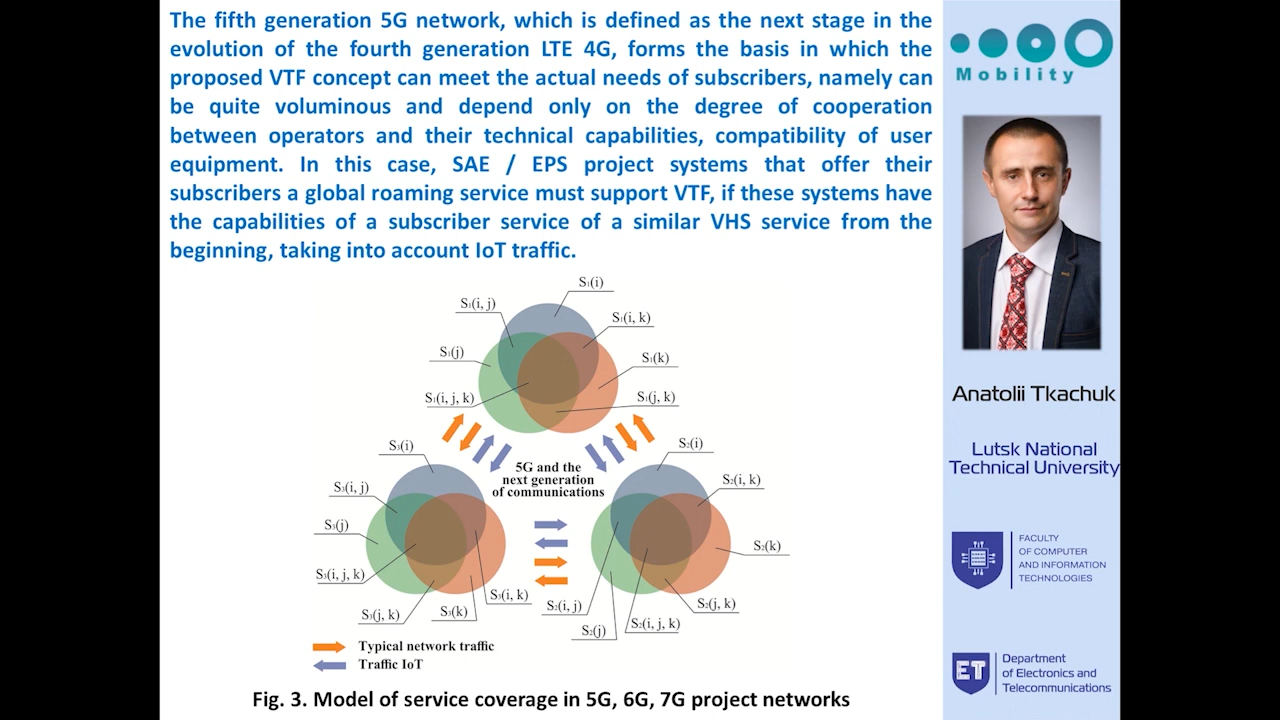 The fifth generation 5G network, which is defined as the next stage in the
evolution of the fourth generation LTE 4G, forms the basis in which the
proposed VTF concept can meet the actual needs of subscribers, namely can
be quite voluminous and depend only on the degree of cooperation
between operators and their technical capabilities, compatibility of user
equipment. In this case, SAE / EPS project systems that offer their
subscribers a global roaming service must support VTF, if these systems have
the capabilities of a subscriber service of a similar VHS service from the
beginning, taking into account IoT traffic.
S₁(i)
S₁(i, j)
S₁(i, k)
S₁(j)
S₁(k)
S₁(i, j, k)
S₁(j, k)
S₃(i)
S₃(i, j)
S₃(j)
S₃(i, j, k)
S₃(j, k)
S₃(k)
S₃(i, k)
5G and the
next generation
of communications
S₂(i)
S₂(i, k)
S₂(k)
S₂(j, k)
S₂(i, j)
S₂(j)
S₂(i, j, k)
Typical network traffic
Traffic IoT
Fig. 3. Model of service coverage in 5G, 6G, 7G project networks
Mobility
Anatolii Tkachuk
Lutsk National
Technical University
FACULTY
OF COMPUTER
AND INFORMATION
TECHNOLOGIES
ET
Department
of Electronics and
Telecommunications